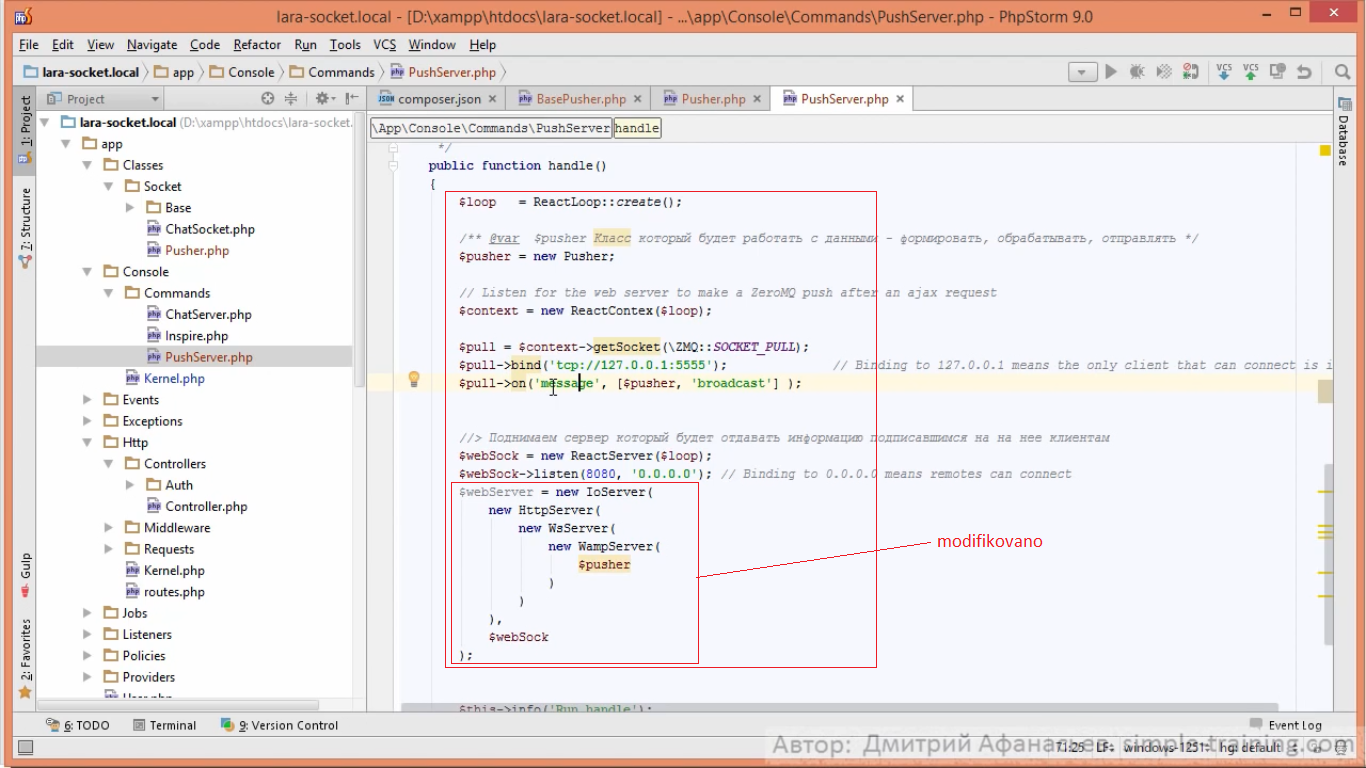 lara-socket.local - [D:\xampp\htdocs\lara-socket.local] - ...\app\Console\Commands\PushServer.php - PhpStorm 9.0
File Edit View Navigate Code Refactor Run Tools VCS Window Help
lara-socket.local app Console Commands PushServer.php
VCS VCS
1: Project
Project
composer.json BasePusher.php Pusher.php PushServer.php
Database
lara-socket.local (D:\xampp\htdocs\lara-socket.
\App\Console\Commands\PushServer handle
app
Classes
Socket
Base
ChatSocket.php
Pusher.php
Console
Commands
ChatServer.php
Inspire.php
PushServer.php
Kernel.php
Events
Exceptions
Http
Controllers
Auth
Controller.php
Middleware
Requests
Kernel.php
routes.php
Jobs
Listeners
Policies
Providers
User.php
7: Structure
Gulp
2: Favorites
*/
public function handle()
{
$loop   = ReactLoop::create();
/** @var  $pusher Класс который будет работать с данными - формировать, обрабатывать, отправлять */
$pusher = new Pusher;
// Listen for the web server to make a ZeroMQ push after an ajax request
$context = new ReactContex($loop);
$pull = $context->getSocket(\ZMQ::SOCKET_PULL);
$pull->bind('tcp://127.0.0.1:5555'); // Binding to 127.0.0.1 means the only client that can connect is i
$pull->on('message', [$pusher, 'broadcast'] );
//> Поднимаем сервер который будет отдавать информацию подписавшимся на на нее клиентам
$webSock = new ReactServer($loop);
$webSock->listen(8080, '0.0.0.0'); // Binding to 0.0.0.0 means remotes can connect
$webServer = new IoServer(
new HttpServer(
new WsServer(
new WampServer(
$pusher
)
)
),
$webSock
);
modifikovano
$this->info('Run handle');
6: TODO Terminal 9: Version Control Event Log
71:25 LF÷ windows-1251÷ hg: default
Автор: Дмитрий Афанасьев, simple-training.com